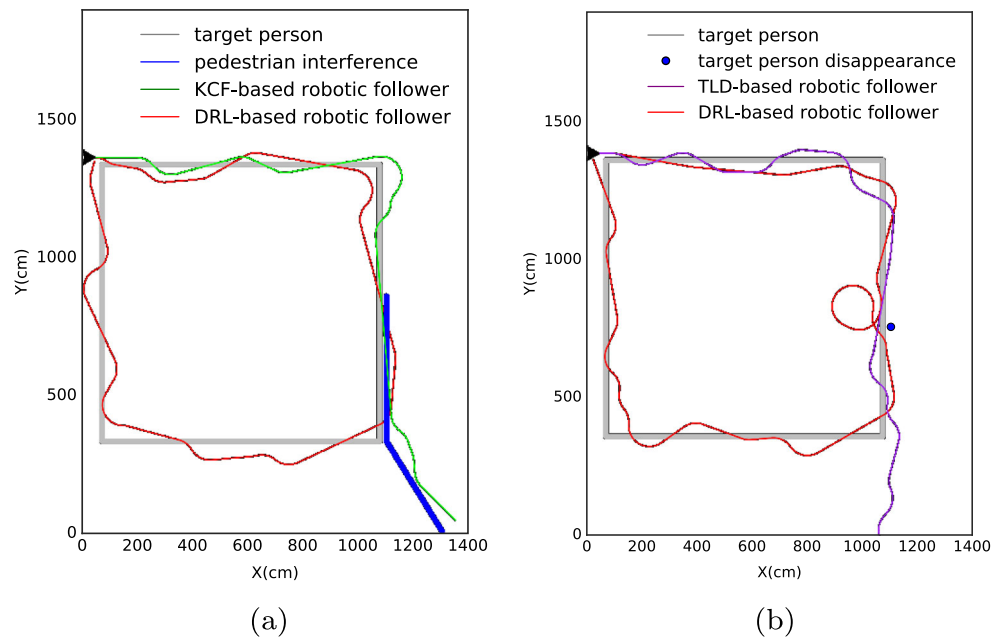 target person
pedestrian interference
KCF-based robotic follower
DRL-based robotic follower
1500
1000
500
0
Y(cm)
0 200 400 600 800 1000 1200 1400
X(cm)
(a)
target person
target person disappearance
TLD-based robotic follower
DRL-based robotic follower
1500
1000
500
0
Y(cm)
0 200 400 600 800 1000 1200 1400
X(cm)
(b)